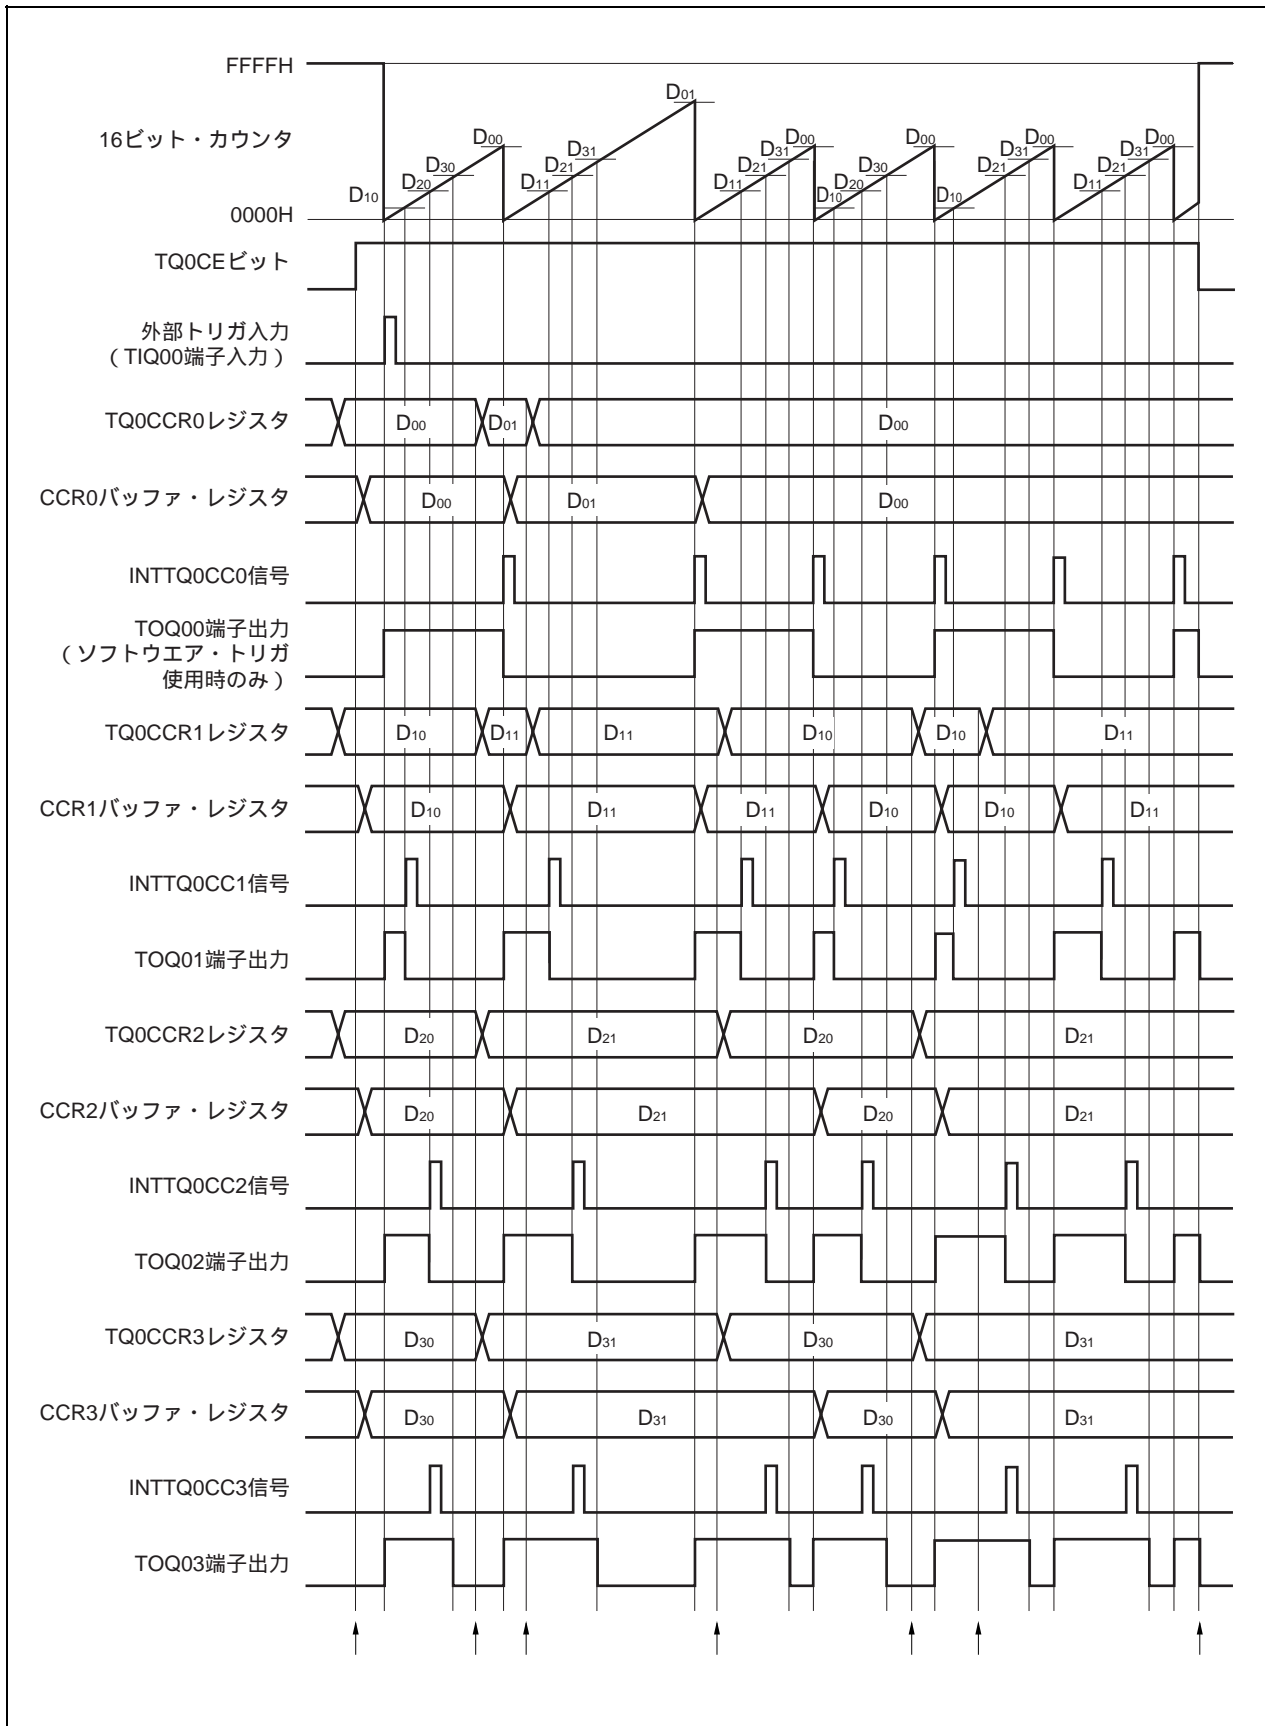 FFFFH
D01
16ビット・カウンタ
D00 D00 D00 D00 D00
D30 D31 D31 D30 D31 D31
D20 D21 D21 D21 D21
D10 D11 D11 D10 D20 D10 D11
0000H
TQ0CEビット
外部トリガ入力
(TIQ00端子入力)
TQ0CCR0レジスタ D00 D01 D00
CCR0バッファ・レジスタ D00 D01 D00
INTTQ0CC0信号
TOQ00端子出力
(ソフトウエア・トリガ
使用時のみ)
TQ0CCR1レジスタ D10 D11 D11 D10 D10 D11
CCR1バッファ・レジスタ D10 D11 D11 D10 D10 D11
INTTQ0CC1信号
TOQ01端子出力
TQ0CCR2レジスタ D20 D21 D20 D21
CCR2バッファ・レジスタ D20 D21 D20 D21
INTTQ0CC2信号
TOQ02端子出力
TQ0CCR3レジスタ D30 D31 D30 D31
CCR3バッファ・レジスタ D30 D31 D30 D31
INTTQ0CC3信号
TOQ03端子出力